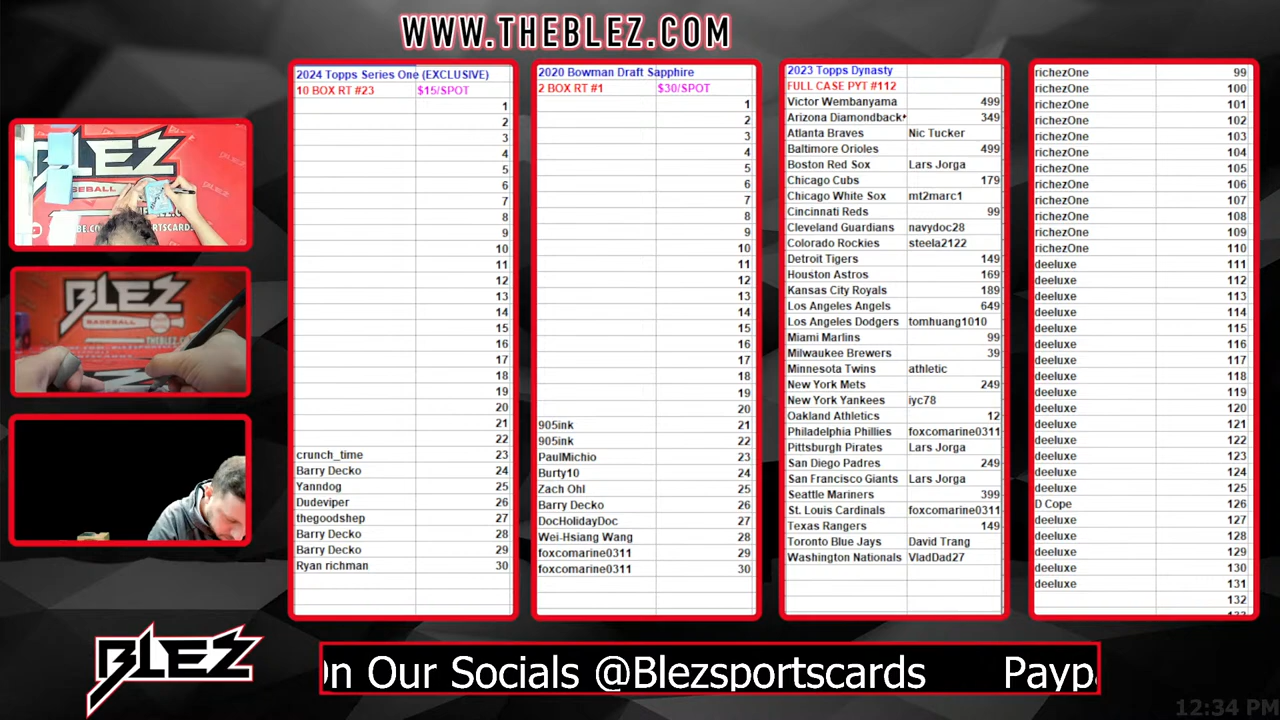 WWW.THEBLEZ.COM
BLEZ
BASEBALL
BLEZ
BASEBALL
2024 Topps Series One (EXCLUSIVE)
10 BOX RT #23 $15/SPOT
1
2
3
4
5
6
7
8
9
10
11
12
13
14
15
16
17
18
19
20
21
22
crunch_time 23
Barry Decko 24
Yanndog 25
Dudeviper 26
thegoodshep 27
Barry Decko 28
Barry Decko 29
Ryan richman 30
2020 Bowman Draft Sapphire
2 BOX RT #1 $30/SPOT
1
2
3
4
5
6
7
8
9
10
11
12
13
14
15
16
17
18
19
20
905ink 21
905ink 22
PaulMichio 23
Burty10 24
Zach Ohl 25
Barry Decko 26
DocHolidayDoc 27
Wei-Hsiang Wang 28
foxcomarine0311 29
foxcomarine0311 30
2023 Topps Dynasty
FULL CASE PYT #112
Victor Wembanyama 499
Arizona Diamondback 349
Atlanta Braves Nic Tucker
Baltimore Orioles 499
Boston Red Sox Lars Jorga
Chicago Cubs 179
Chicago White Sox mt2marc1
Cincinnati Reds 99
Cleveland Guardians navydoc28
Colorado Rockies steela2122
Detroit Tigers 149
Houston Astros 169
Kansas City Royals 189
Los Angeles Angels 649
Los Angeles Dodgers tomhuang1010
Miami Marlins 99
Milwaukee Brewers 39
Minnesota Twins athletic
New York Mets 249
New York Yankees iyc78
Oakland Athletics 12
Philadelphia Phillies foxcomarine0311
Pittsburgh Pirates Lars Jorga
San Diego Padres 249
San Francisco Giants Lars Jorga
Seattle Mariners 399
St. Louis Cardinals foxcomarine0311
Texas Rangers 149
Toronto Blue Jays David Trang
Washington Nationals VladDad27
richezOne 99
richezOne 100
richezOne 101
richezOne 102
richezOne 103
richezOne 104
richezOne 105
richezOne 106
richezOne 107
richezOne 108
richezOne 109
richezOne 110
deeluxe 111
deeluxe 112
deeluxe 113
deeluxe 114
deeluxe 115
deeluxe 116
deeluxe 117
deeluxe 118
deeluxe 119
deeluxe 120
deeluxe 121
deeluxe 122
deeluxe 123
deeluxe 124
deeluxe 125
D Cope 126
deeluxe 127
deeluxe 128
deeluxe 129
deeluxe 130
deeluxe 131
132
BLEZ
On Our Socials @Blezsportscards Paypa
12:34 PM